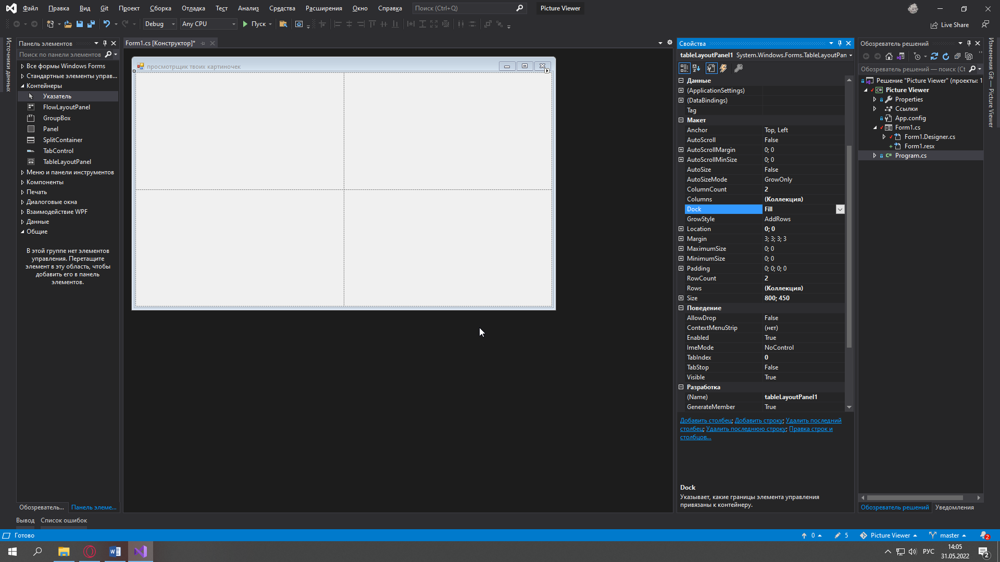 Файл Правка Вид Git Проект Сборка Отладка Тест Анализ Средства Расширения Окно Справка Поиск (Ctrl+Q) Picture Viewer
Debug Any CPU Пуск Live Share
Источники данных
Панель элементов
Поиск по панели элементов
Все формы Windows Forms
Стандартные элементы управ...
Контейнеры
Указатель
FlowLayoutPanel
GroupBox
Panel
SplitContainer
TabControl
TableLayoutPanel
Меню и панели инструментов
Компоненты
Печать
Диалоговые окна
Взаимодействие WPF
Данные
Общие
В этой группе нет элементов
управления. Перетащите
элемент в эту область, чтобы
добавить его в панель
элементов.
Обозреватель... Панель элеме...
Form1.cs [Конструктор]*
просмотрщик твоих картиночек
Свойства
tableLayoutPanel1 System.Windows.Forms.TableLayoutPan
Данные
(ApplicationSettings)
(DataBindings)
Tag
Макет
Anchor Top, Left
AutoScroll False
AutoScrollMargin 0; 0
AutoScrollMinSize 0; 0
AutoSize False
AutoSizeMode GrowOnly
ColumnCount 2
Columns (Коллекция)
Dock Fill
GrowStyle AddRows
Location 0; 0
Margin 3; 3; 3; 3
MaximumSize 0; 0
MinimumSize 0; 0
Padding 0; 0; 0; 0
RowCount 2
Rows (Коллекция)
Size 800; 450
Поведение
AllowDrop False
ContextMenuStrip (нет)
Enabled True
ImeMode NoControl
TabIndex 0
TabStop False
Visible True
Разработка
(Name) tableLayoutPanel1
GenerateMember True
Добавить столбец; Добавить строку; Удалить последний
столбец; Удалить последнюю строку; Правка строк и
столбцов...
Dock
Указывает, какие границы элемента управления
привязаны к контейнеру.
Обозреватель решений
Обозреватель решений — поиск (Ct
Решение "Picture Viewer" (проекты: 1
C# Picture Viewer
Properties
Ссылки
App.config
Form1.cs
Form1.Designer.cs
Form1.resx
C# Program.cs
Обозреватель решений Уведомления
Изменения Git — Picture Viewer
Вывод Список ошибок
Готово 0 5 Picture Viewer master 2
РУС 14:05
31.05.2022 2